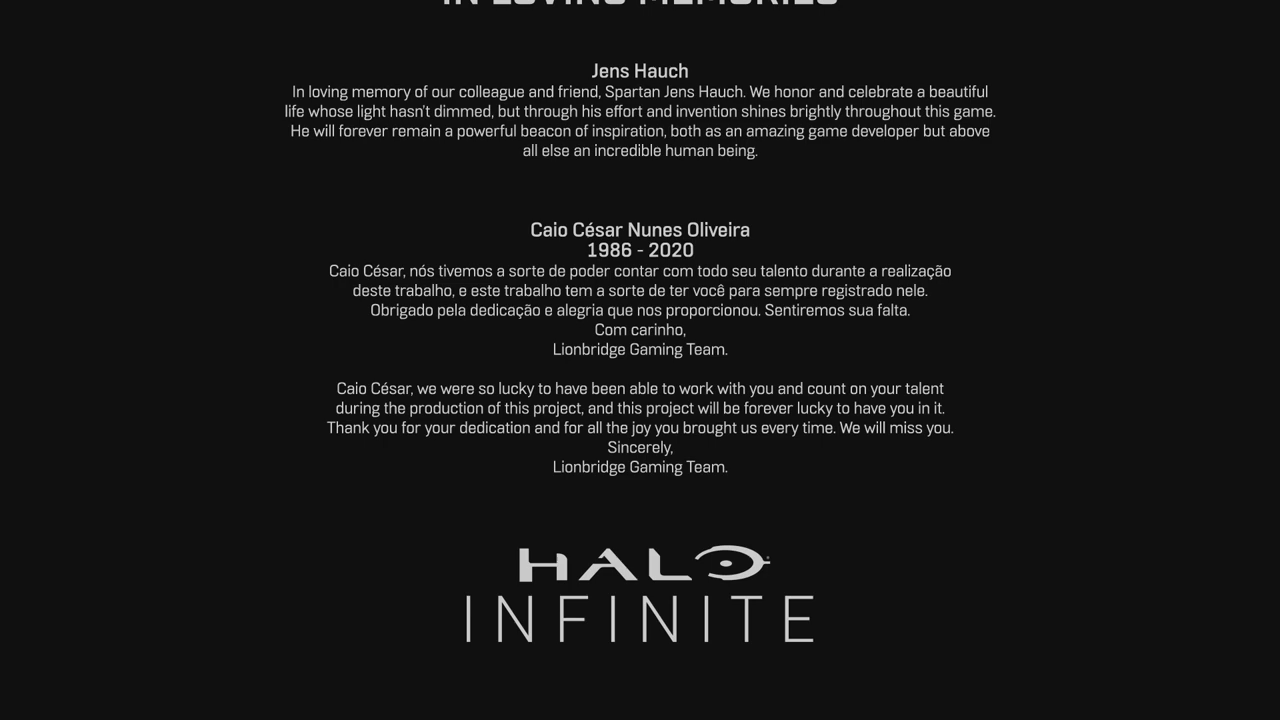 IN LOVING MEMORIES
Jens Hauch
In loving memory of our colleague and friend, Spartan Jens Hauch. We honor and celebrate a beautiful
life whose light hasn't dimmed, but through his effort and invention shines brightly throughout this game.
He will forever remain a powerful beacon of inspiration, both as an amazing game developer but above
all else an incredible human being.
Caio César Nunes Oliveira
1986 - 2020
Caio César, nós tivemos a sorte de poder contar com todo seu talento durante a realização
deste trabalho, e este trabalho tem a sorte de ter você para sempre registrado nele.
Obrigado pela dedicação e alegria que nos proporcionou. Sentiremos sua falta.
Com carinho,
Lionbridge Gaming Team.
Caio César, we were so lucky to have been able to work with you and count on your talent
during the production of this project, and this project will be forever lucky to have you in it.
Thank you for your dedication and for all the joy you brought us every time. We will miss you.
Sincerely,
Lionbridge Gaming Team.
HALO
INFINITE